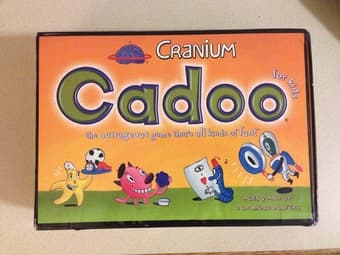 CRANIUM
Cadoo
for kids
the outrageous game that's all kinds of fun!